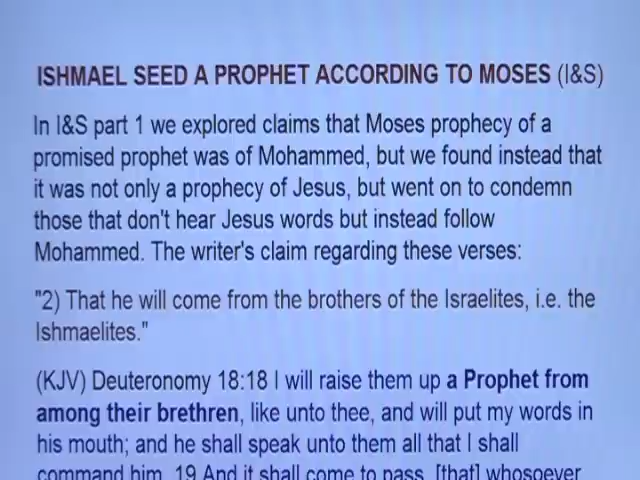 ISHMAEL SEED A PROPHET ACCORDING TO MOSES (I&S)
In I&S part 1 we explored claims that Moses prophecy of a
promised prophet was of Mohammed, but we found instead that
it was not only a prophecy of Jesus, but went on to condemn
those that don't hear Jesus words but instead follow
Mohammed. The writer's claim regarding these verses:
"2) That he will come from the brothers of the Israelites, i.e. the
Ishmaelites."
(KJV) Deuteronomy 18:18 I will raise them up a Prophet from
among their brethren, like unto thee, and will put my words in
his mouth; and he shall speak unto them all that I shall
command him. 19 And it shall come to pass, [that] whosoever